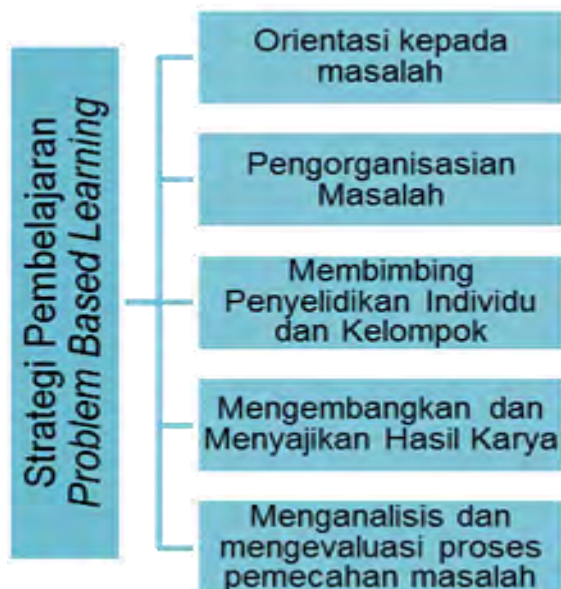 Strategi Pembelajaran
Problem Based Learning
Orientasi kepada
masalah
Pengorganisasian
Masalah
Membimbing
Penyelidikan Individu
dan Kelompok
Mengembangkan dan
Menyajikan Hasil Karya
Menganalisis dan
mengevaluasi proses
pemecahan masalah